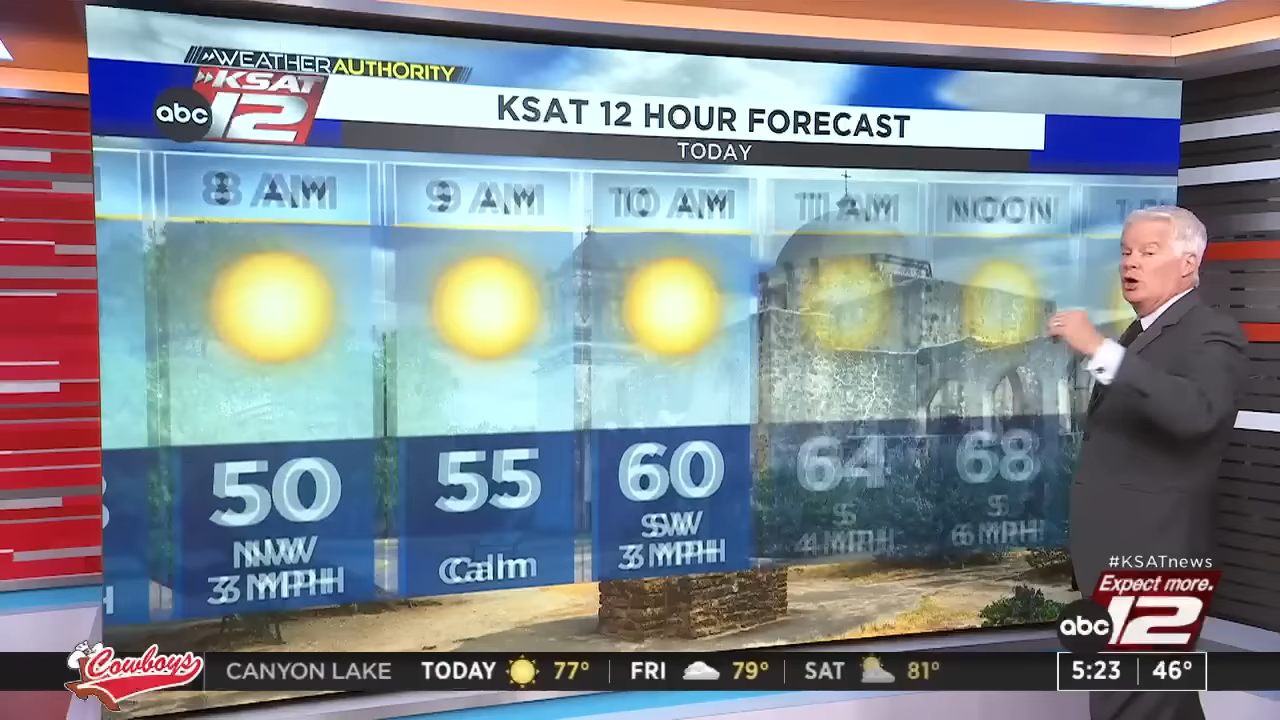 WEATHER AUTHORITY
KSAT
abc 12
KSAT 12 HOUR FORECAST
TODAY
8 AM 9 AM 10 AM 11 AM NOON
50 55 60 64 68
NW Calm SW S S
3 MPH 3 MPH 4 MPH 6 MPH
#KSATnews
Expect more.
abc 12
Cowboys CANYON LAKE TODAY 77° FRI 79° SAT 81° 5:23 46°